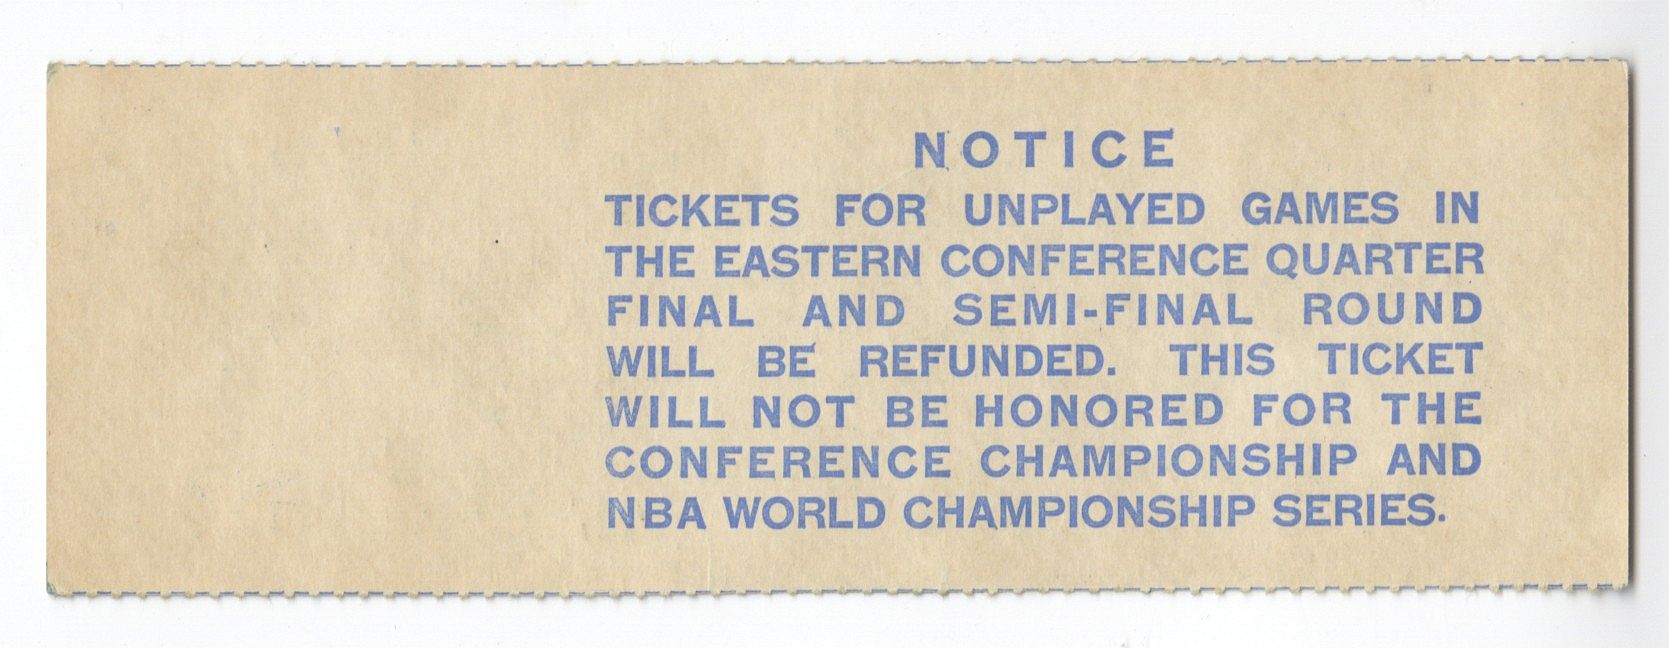 NOTICE
TICKETS FOR UNPLAYED GAMES IN
THE EASTERN CONFERENCE QUARTER
FINAL AND SEMI-FINAL ROUND
WILL BE REFUNDED. THIS TICKET
WILL NOT BE HONORED FOR THE
CONFERENCE CHAMPIONSHIP AND
NBA WORLD CHAMPIONSHIP SERIES.